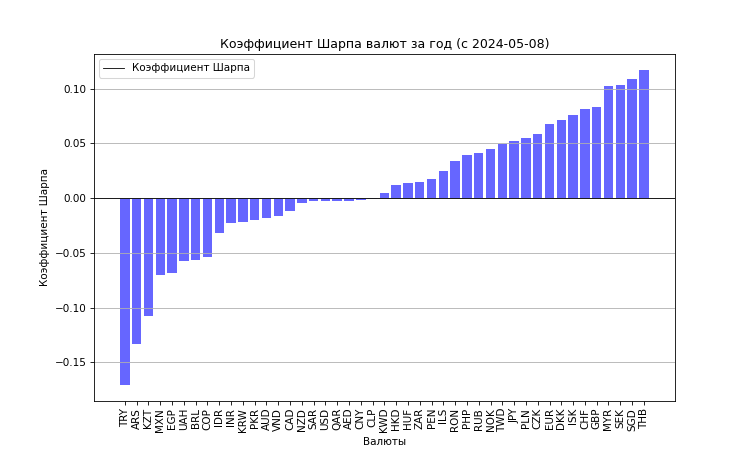 Коэффициент Шарпа валют за год (с 2024-05-08)
Коэффициент Шарпа
Коэффициент Шарпа
0.10
0.05
0.00
−0.05
−0.10
−0.15
TRY
ARS
KZT
MXN
EGP
UAH
BRL
COP
IDR
INR
KRW
PKR
AUD
VND
CAD
NZD
SAR
USD
QAR
AED
CNY
CLP
KWD
HKD
HUF
ZAR
PEN
ILS
RON
PHP
RUB
NOK
TWD
JPY
PLN
CZK
EUR
DKK
ISK
CHF
GBP
MYR
SEK
SGD
THB
Валюты